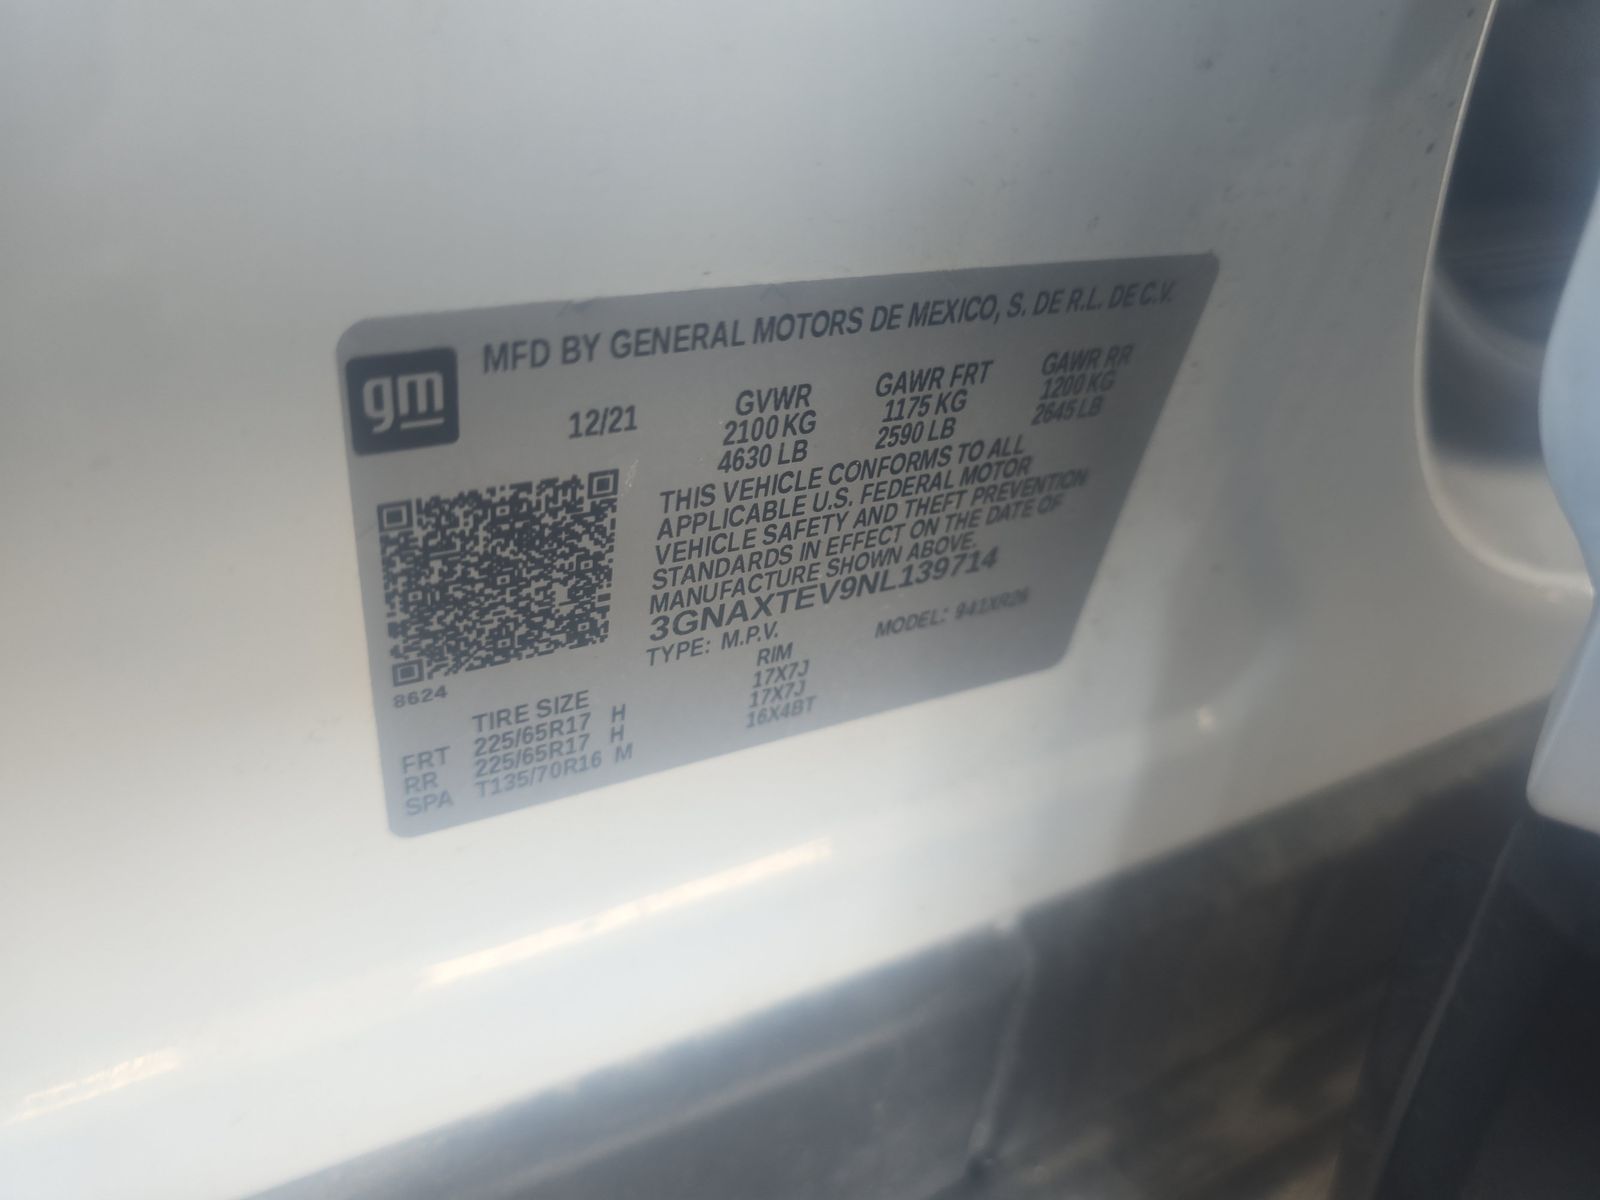 gm
MFD BY GENERAL MOTORS DE MEXICO, S. DE R.L. DE C.V.
12/21
GVWR GAWR FRT GAWR RR
2100 KG 1175 KG 1200 KG
4630 LB 2590 LB 2645 LB
THIS VEHICLE CONFORMS TO ALL
APPLICABLE U.S. FEDERAL MOTOR
VEHICLE SAFETY AND THEFT PREVENTION
STANDARDS IN EFFECT ON THE DATE OF
MANUFACTURE SHOWN ABOVE.
3GNAXTEV9NL139714
TYPE: M.P.V. MODEL:
8624
TIRE SIZE RIM
FRT 225/65R17 H 17X7J
RR 225/65R17 H 17X7J
SPA T135/70R16 M 16X4BT